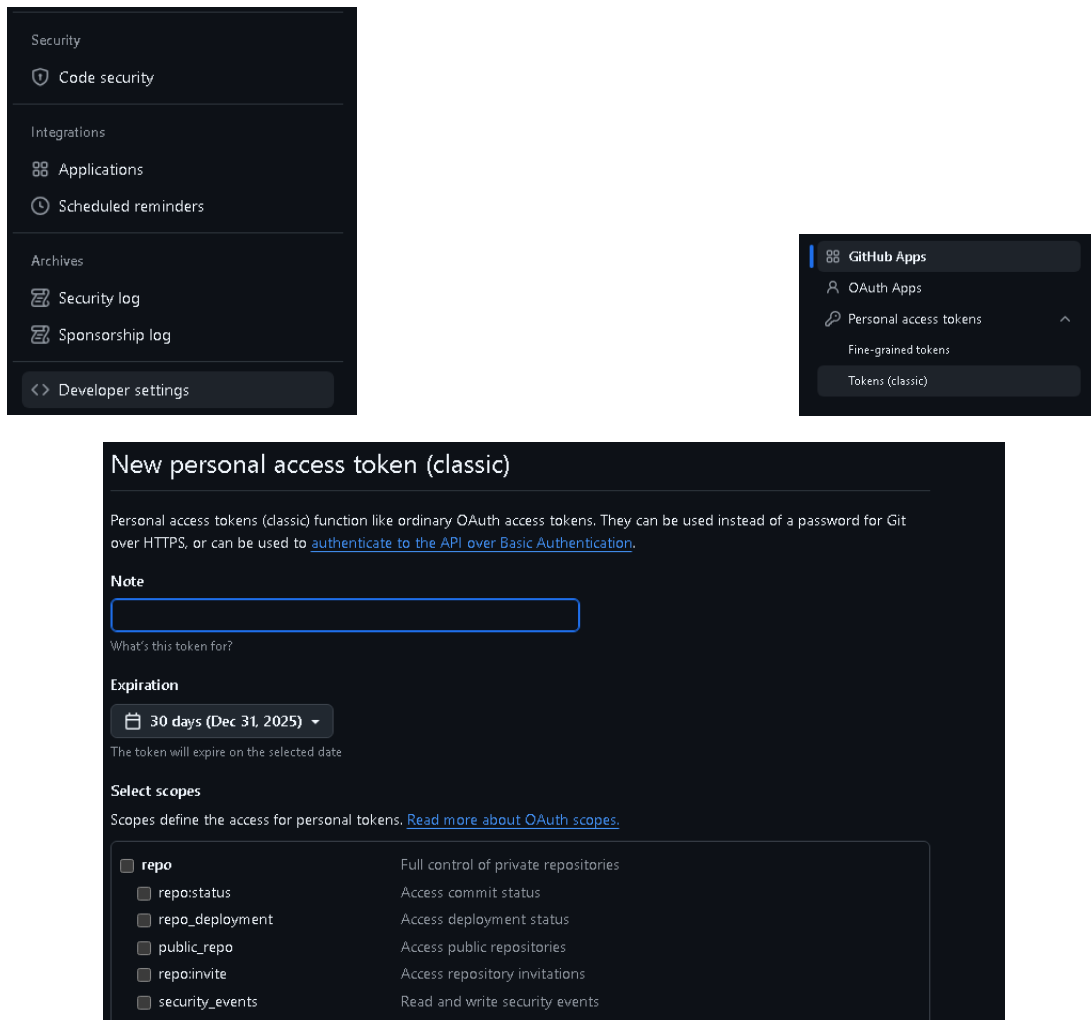 Security
Code security
Integrations
Applications
Scheduled reminders
Archives
Security log
Sponsorship log
Developer settings
GitHub Apps
OAuth Apps
Personal access tokens
Fine-grained tokens
Tokens (classic)
New personal access token (classic)
Personal access tokens (classic) function like ordinary OAuth access tokens. They can be used instead of a password for Git
over HTTPS, or can be used to authenticate to the API over Basic Authentication.
Note
What's this token for?
Expiration
30 days (Dec 31, 2025)
The token will expire on the selected date
Select scopes
Scopes define the access for personal tokens. Read more about OAuth scopes.
repo Full control of private repositories
repo:status Access commit status
repo_deployment Access deployment status
public_repo Access public repositories
repo:invite Access repository invitations
security_events Read and write security events